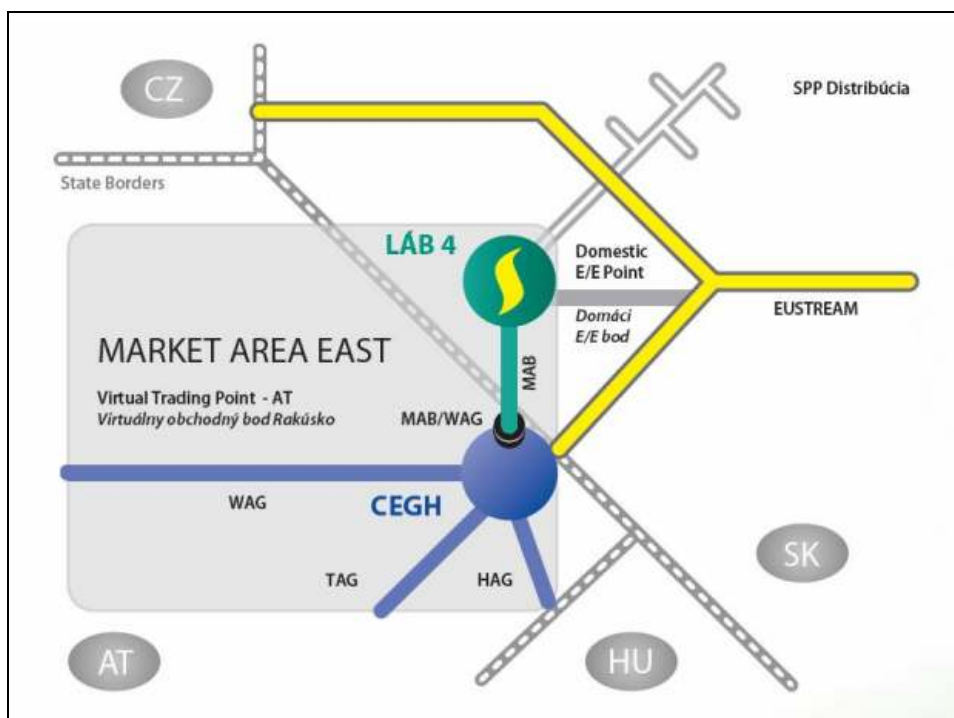 CZ
SPP Distribúcia
State Borders
LÁB 4
Domestic
E/E Point
EUSTREAM
Domáci
E/E bod
MARKET AREA EAST
MAB
Virtual Trading Point - AT
Virtuálny obchodný bod Rakúsko
MAB/WAG
WAG
CEGH
SK
TAG
HAG
AT
HU